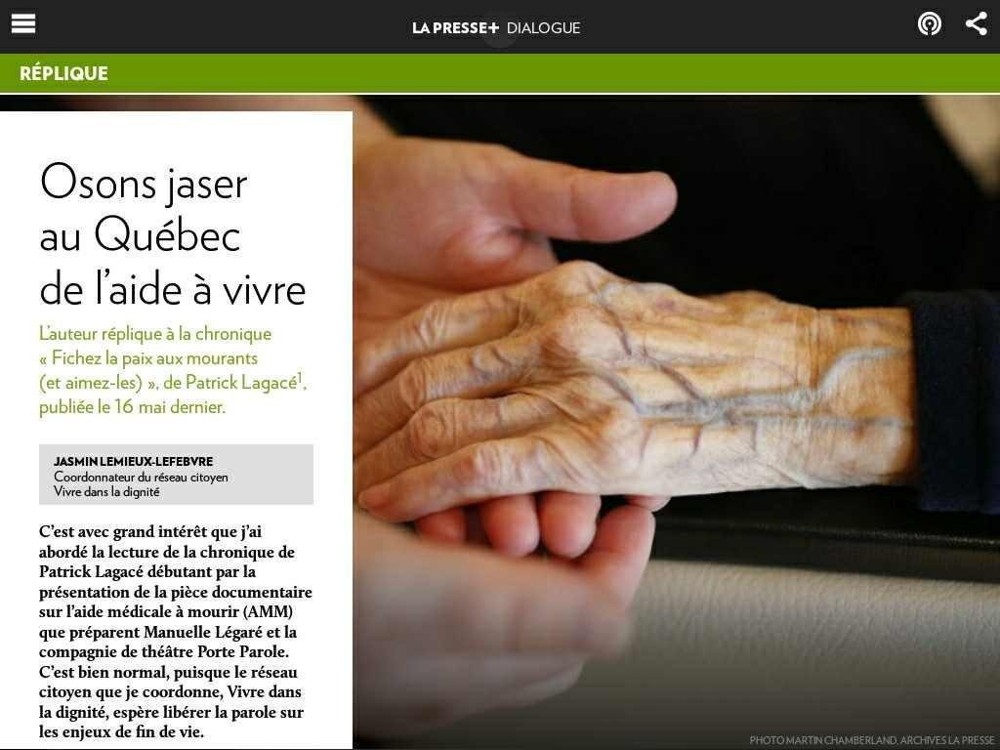 LA PRESSE+ DIALOGUE
RÉPLIQUE
Osons jaser
au Québec
de l’aide à vivre
L’auteur réplique à la chronique
« Fichez la paix aux mourants
(et aimez-les) », de Patrick Lagacé1,
publiée le 16 mai dernier.
JASMIN LEMIEUX-LEFEBVRE
Coordonnateur du réseau citoyen
Vivre dans la dignité
C’est avec grand intérêt que j’ai
abordé la lecture de la chronique de
Patrick Lagacé débutant par la
présentation de la pièce documentaire
sur l’aide médicale à mourir (AMM)
que préparent Manuelle Légaré et la
compagnie de théâtre Porte Parole.
C’est bien normal, puisque le réseau
citoyen que je coordonne, Vivre dans
la dignité, espère libérer la parole sur
les enjeux de fin de vie.
PHOTO MARTIN CHAMBERLAND, ARCHIVES LA PRESSE